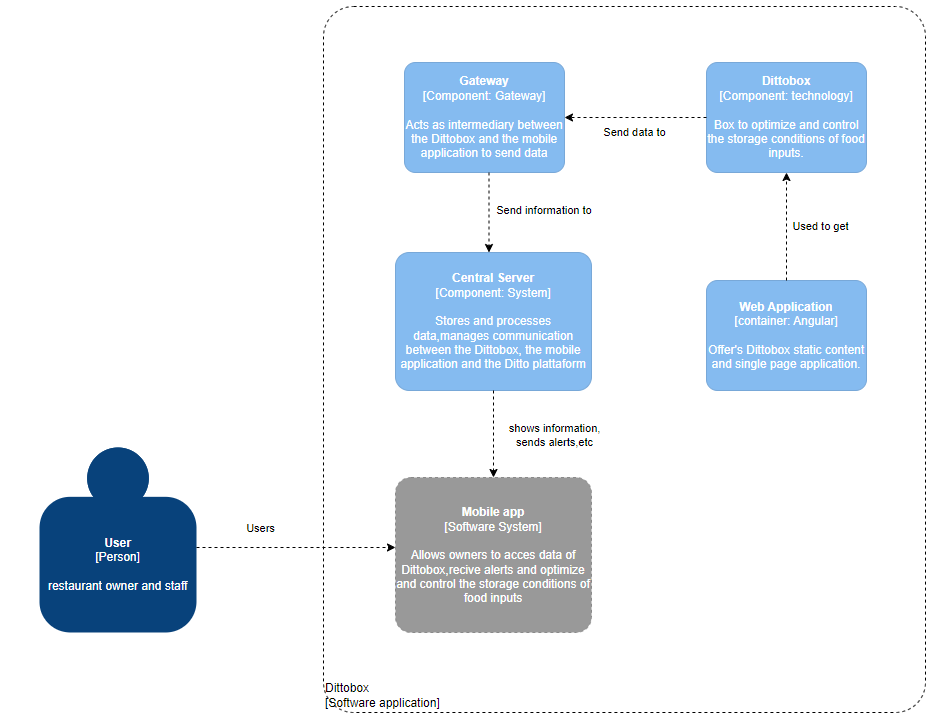 Gateway
[Component: Gateway]
Acts as intermediary between
the Dittobox and the mobile
application to send data
Send data to
Dittobox
[Component: technology]
Box to optimize and control
the storage conditions of food
inputs.
Send information to
Used to get
Central Server
[Component: System]
Stores and processes
data,manages communication
between the Dittobox, the mobile
application and the Ditto plattaform
Web Application
[container: Angular]
Offer's Dittobox static content
and single page application.
shows information,
sends alerts,etc
User
[Person]
restaurant owner and staff
Users
Mobile app
[Software System]
Allows owners to acces data of
Dittobox,recive alerts and optimize
and control the storage conditions of
food inputs
Dittobox
[Software application]